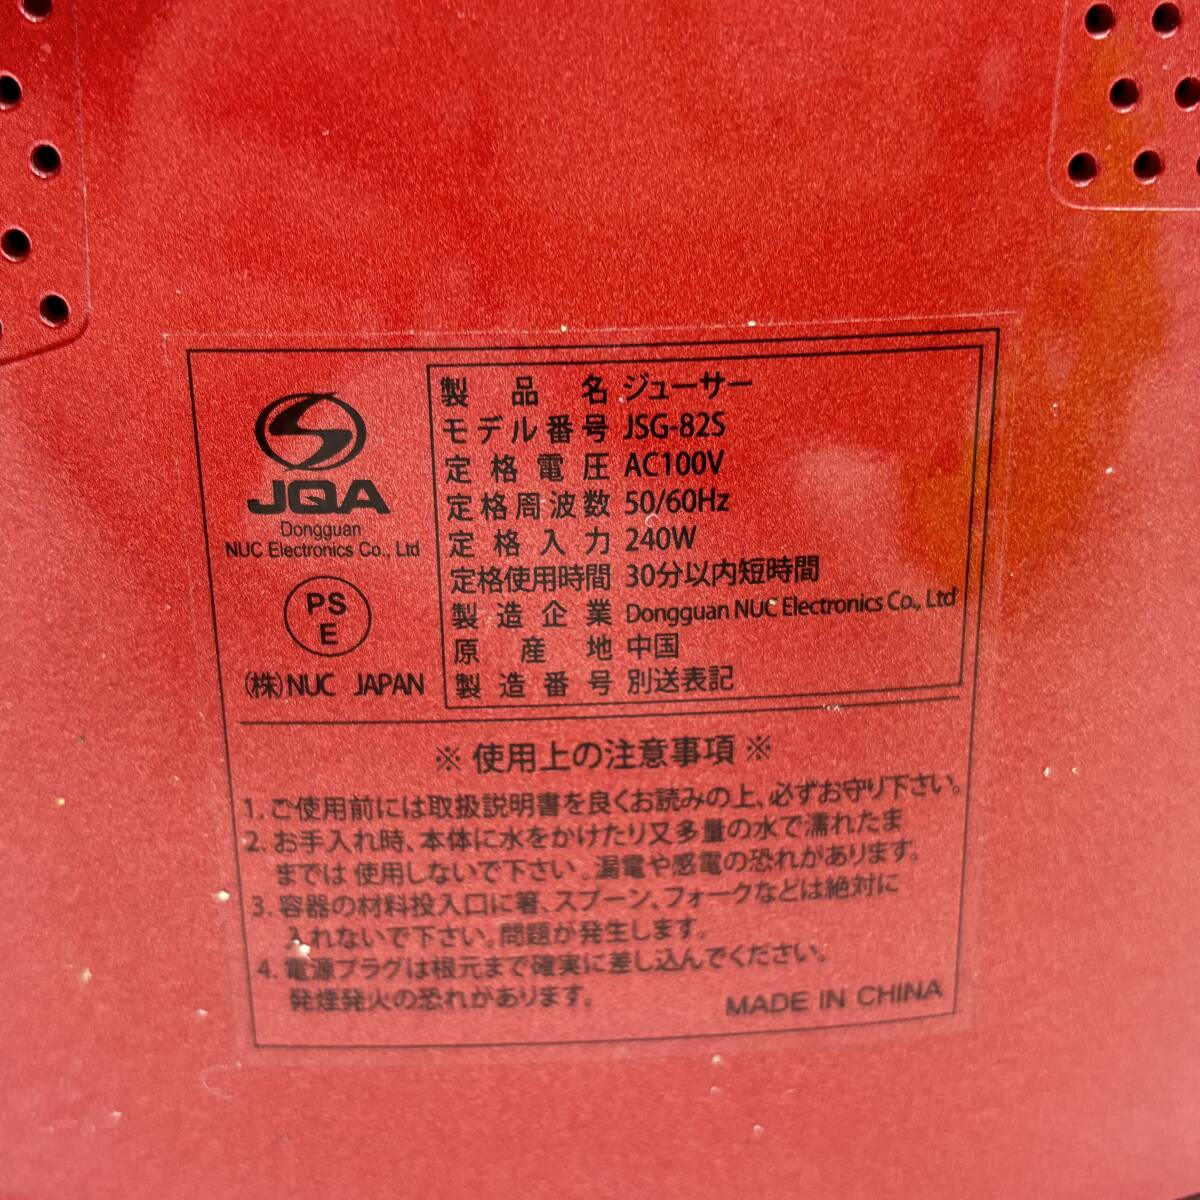 JQA
Dongguan
NUC Electronics Co., Ltd
PS
E
(株)NUC JAPAN
製品名 ジューサー
モデル番号 JSG-82S
定格電圧 AC100V
定格周波数 50/60Hz
定格入力 240W
定格使用時間 30分以内短時間
製造企業 Dongguan NUC Electronics Co., Ltd
原産地 中国
製造番号 別送表記
※ 使用上の注意事項 ※
1. ご使用前には取扱説明書を良くお読みの上、必ずお守り下さい。
2. お手入れ時、本体に水をかけたり又多量の水で濡れたま
までは 使用しないで下さい。漏電や感電の恐れがあります。
3. 容器の材料投入口に箸、スプーン、フォークなどは絶対に
入れないで下さい。問題が発生します。
4. 電源プラグは根元まで確実に差し込んでください。
発煙発火の恐れがあります。
MADE IN CHINA